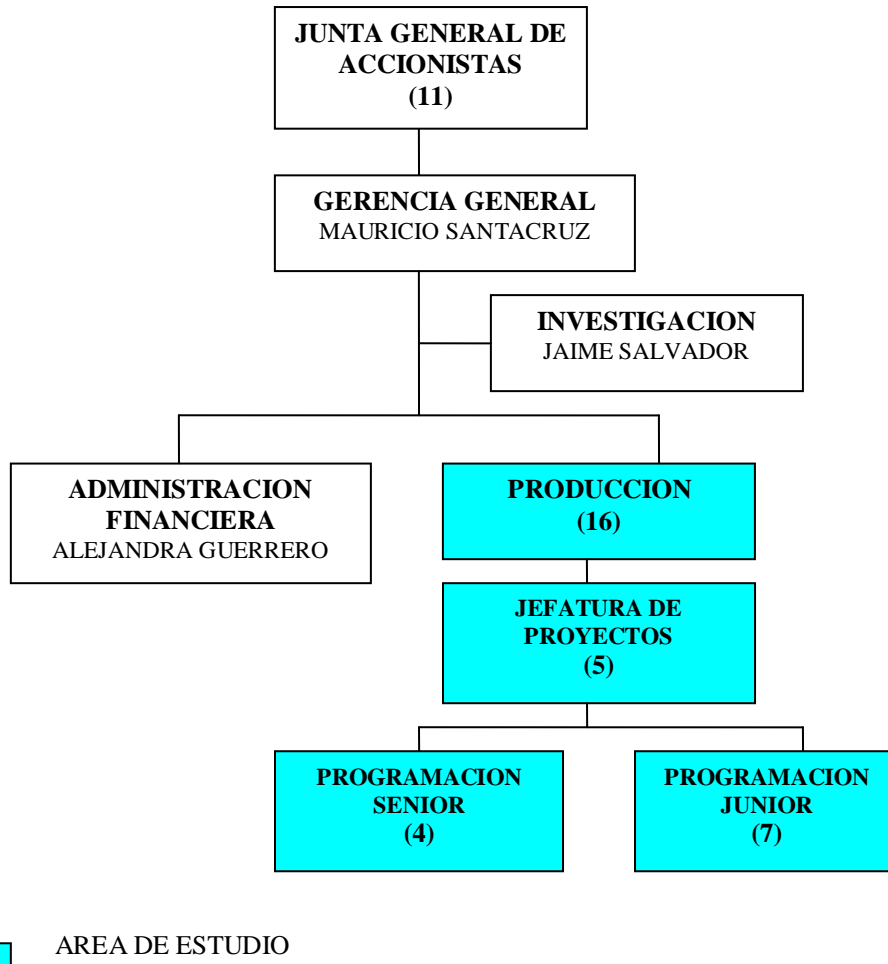 JUNTA GENERAL DE
ACCIONISTAS
(11)
GERENCIA GENERAL
MAURICIO SANTACRUZ
INVESTIGACION
JAIME SALVADOR
ADMINISTRACION
FINANCIERA
ALEJANDRA GUERRERO
PRODUCCION
(16)
JEFATURA DE
PROYECTOS
(5)
PROGRAMACION
SENIOR
(4)
PROGRAMACION
JUNIOR
(7)
AREA DE ESTUDIO